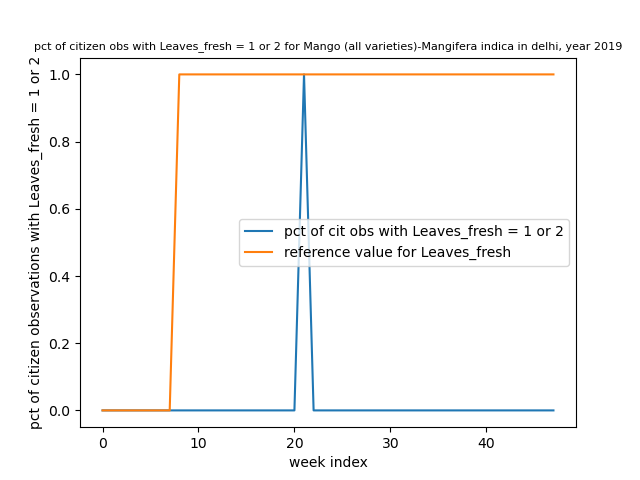 pct of citizen obs with Leaves_fresh = 1 or 2 for Mango (all varieties)-Mangifera indica in delhi, year 2019
pct of citizen observations with Leaves_fresh = 1 or 2
1.0
0.8
0.6
0.4
0.2
0.0
pct of cit obs with Leaves_fresh = 1 or 2
reference value for Leaves_fresh
0 10 20 30 40
week index